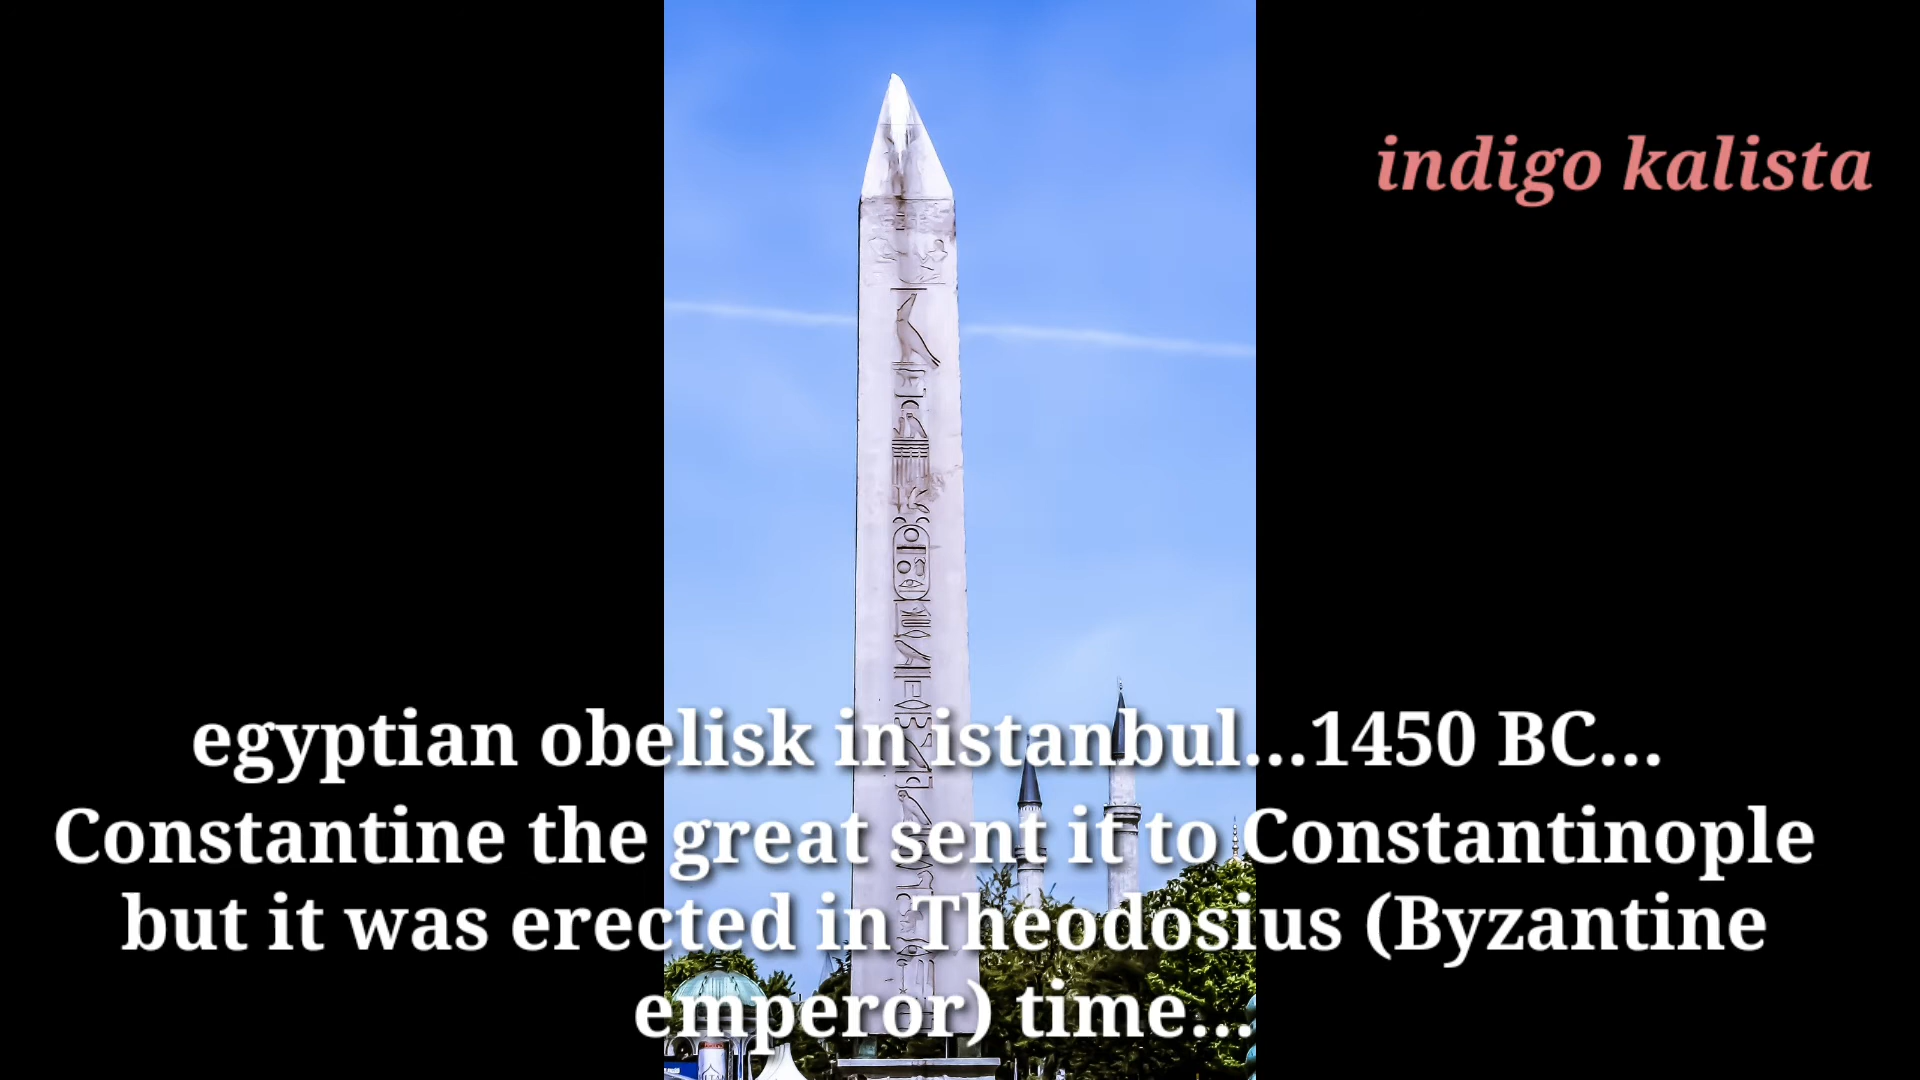 indigo kalista
egyptian obelisk in istanbul...1450 BC...
Constantine the great sent it to Constantinople
but it was erected in Theodosius (Byzantine
emperor) time...